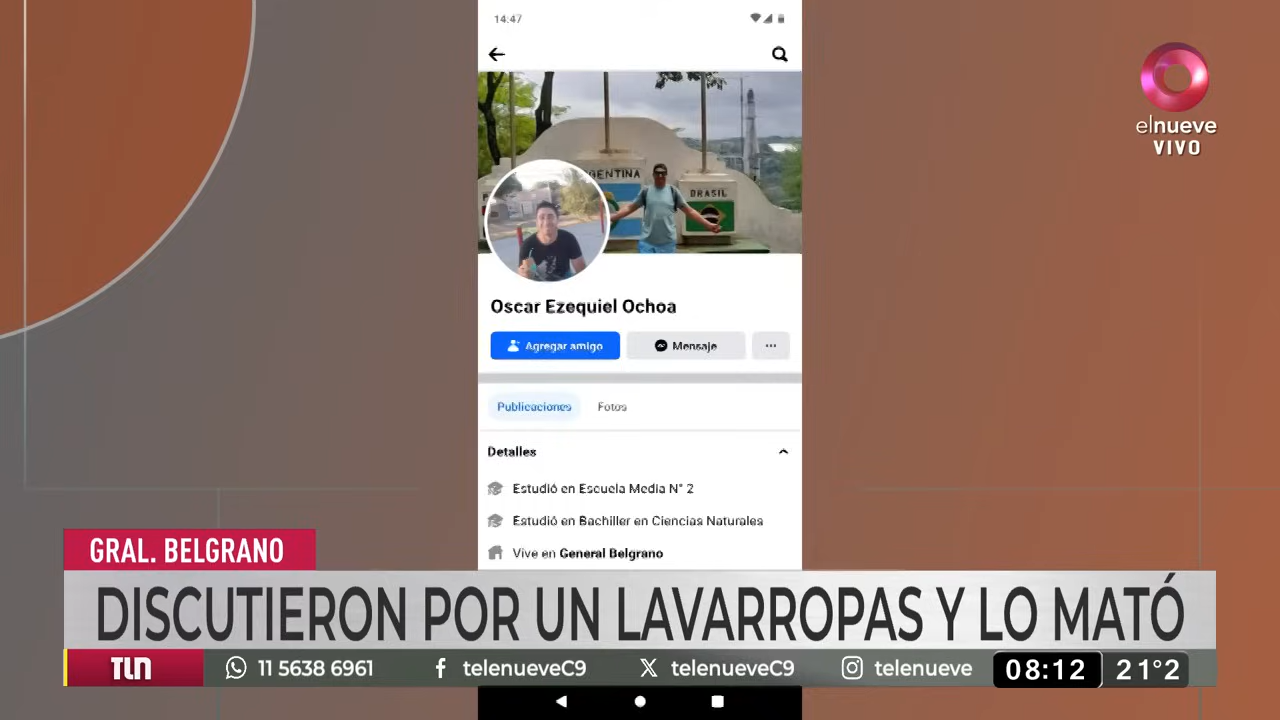 14:47
elnueve
VIVO
GENTINA
BRASIL
Oscar Ezequiel Ochoa
Agregar amigo
Mensaje
Publicaciones
Fotos
Detalles
Estudió en Escuela Media N° 2
Estudió en Bachiller en Ciencias Naturales
Vive en General Belgrano
GRAL. BELGRANO
DISCUTIERON POR UN LAVARROPAS Y LO MATÓ
TLN
11 5638 6961
telenueveC9
telenueveC9
telenueve
08:12
21°2